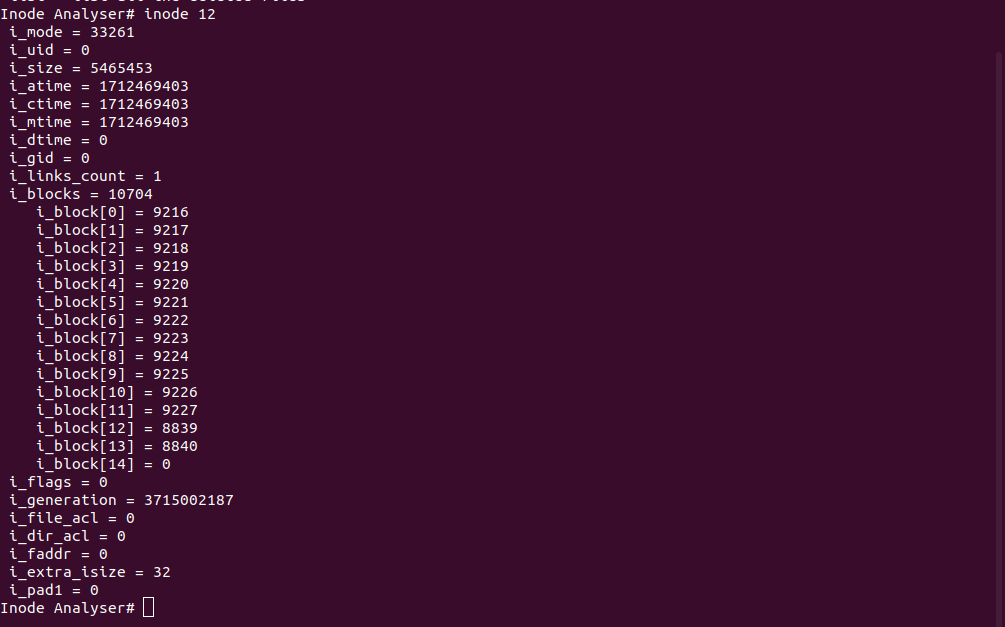 Inode Analyser# inode 12
i_mode = 33261
i_uid = 0
i_size = 5465453
i_atime = 1712469403
i_ctime = 1712469403
i_mtime = 1712469403
i_dtime = 0
i_gid = 0
i_links_count = 1
i_blocks = 10704
i_block[0] = 9216
i_block[1] = 9217
i_block[2] = 9218
i_block[3] = 9219
i_block[4] = 9220
i_block[5] = 9221
i_block[6] = 9222
i_block[7] = 9223
i_block[8] = 9224
i_block[9] = 9225
i_block[10] = 9226
i_block[11] = 9227
i_block[12] = 8839
i_block[13] = 8840
i_block[14] = 0
i_flags = 0
i_generation = 3715002187
i_file_acl = 0
i_dir_acl = 0
i_faddr = 0
i_extra_isize = 32
i_pad1 = 0
Inode Analyser#